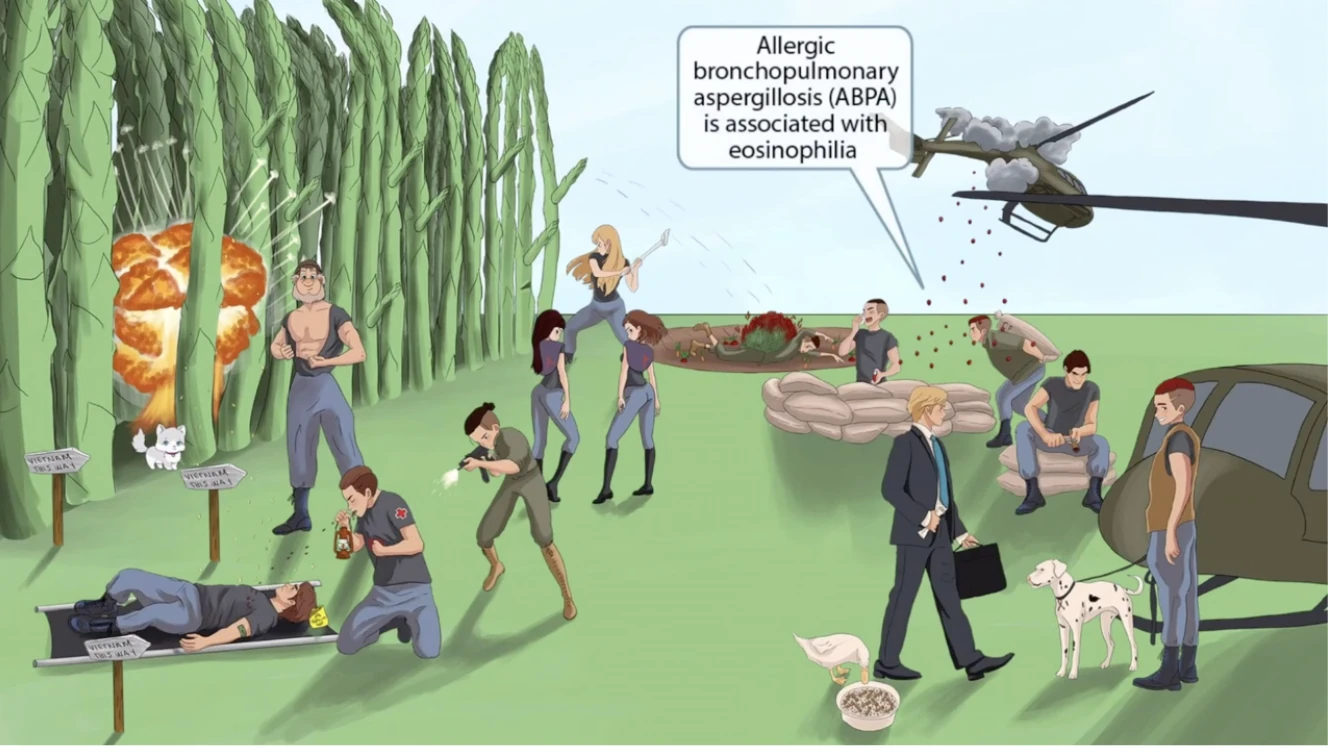 Allergic
bronchopulmonary
aspergillosis (ABPA)
is associated with
eosinophilia
VIETNAM
THIS WAY
VIETNAM
THIS WAY
VIETNAM
THIS WAY